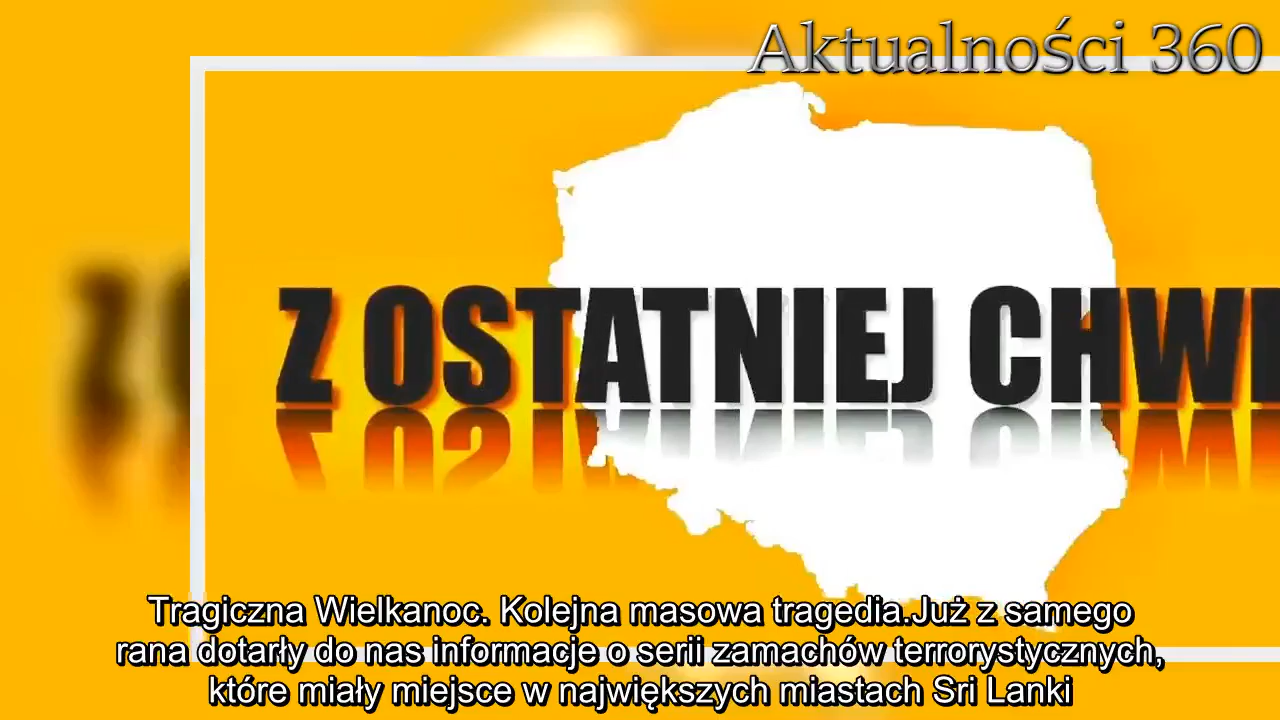 Aktualności 360
Z OSTATNIEJ CHW
Tragiczna Wielkanoc. Kolejna masowa tragedia.Już z samego
rana dotarły do nas informacje o serii zamachów terrorystycznych,
które miały miejsce w największych miastach Sri Lanki